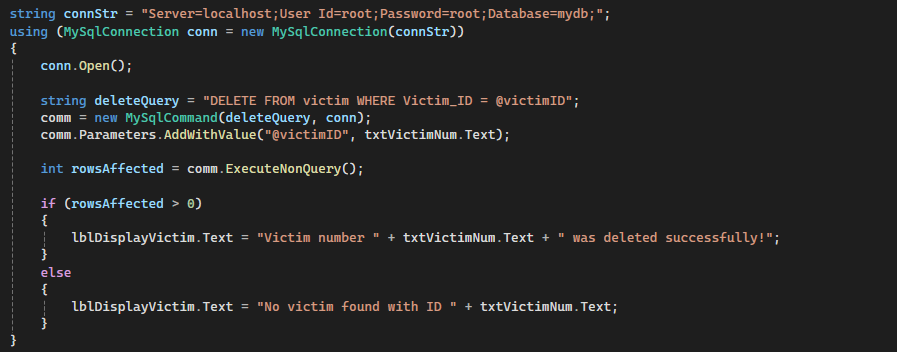 string connStr = "Server=localhost;User Id=root;Password=root;Database=mydb;";
using (MySqlConnection conn = new MySqlConnection(connStr))
{
    conn.Open();

    string deleteQuery = "DELETE FROM victim WHERE Victim_ID = @victimID";
    comm = new MySqlCommand(deleteQuery, conn);
    comm.Parameters.AddWithValue("@victimID", txtVictimNum.Text);

    int rowsAffected = comm.ExecuteNonQuery();

    if (rowsAffected > 0)
    {
        lblDisplayVictim.Text = "Victim number " + txtVictimNum.Text + " was deleted successfully!";
    }
    else
    {
        lblDisplayVictim.Text = "No victim found with ID " + txtVictimNum.Text;
    }
}